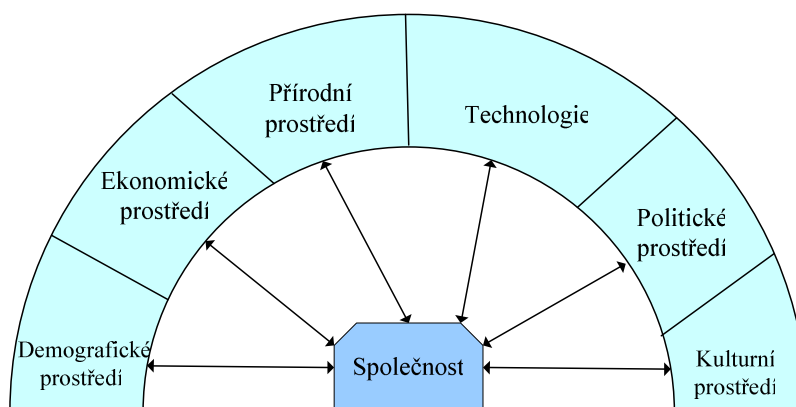 Přírodní
prostředí
Technologie
Ekonomické
prostředí
Politické
prostředí
Demografické
prostředí
Společnost
Kulturní
prostředí